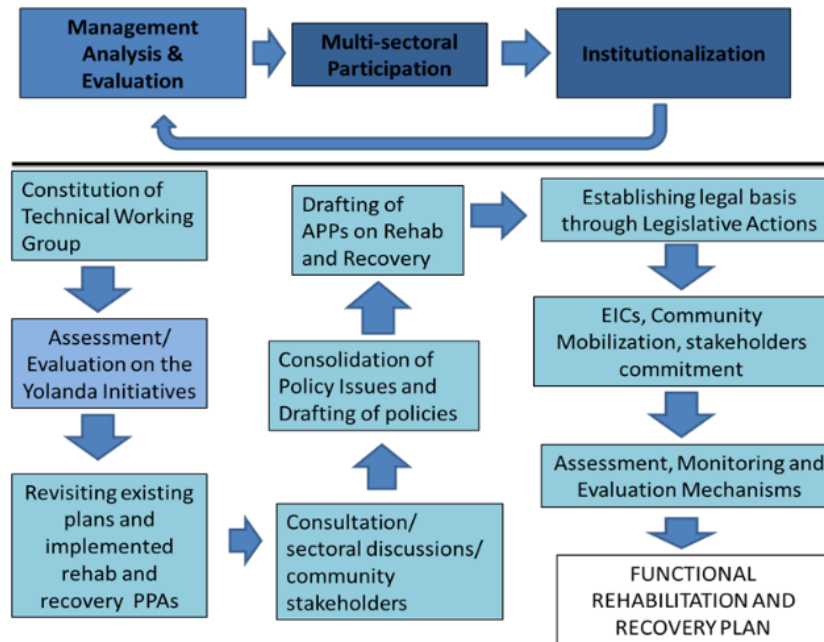 Management
Analysis &
Evaluation
Multi-sectoral
Participation
Institutionalization
Constitution of
Technical Working
Group
Assessment/
Evaluation on the
Yolanda Initiatives
Revisiting existing
plans and
implemented
rehab and
recovery PPAs
Consultation/
sectoral discussions/
community
stakeholders
Consolidation of
Policy Issues and
Drafting of policies
Drafting of
APPs on Rehab
and Recovery
Establishing legal basis
through Legislative
Actions
EICs, Community
Mobilization, stakeholders
commitment
Assessment, Monitoring and
Evaluation Mechanisms
FUNCTIONAL
REHABILITATION AND
RECOVERY PLAN